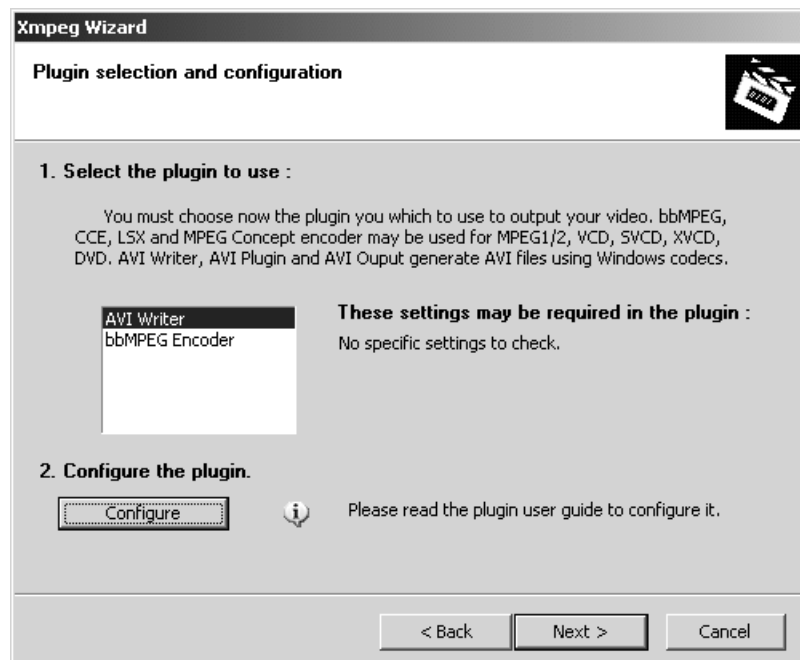 Xmpeg Wizard
Plugin selection and configuration
1. Select the plugin to use :
You must choose now the plugin you which to use to output your video. bbMPEG,
CCE, LSX and MPEG Concept encoder may be used for MPEG1/2, VCD, SVCD, XVCD,
DVD. AVI Writer, AVI Plugin and AVI Ouput generate AVI files using Windows codecs.
AVI Writer
bbMPEG Encoder
These settings may be required in the plugin :
No specific settings to check.
2. Configure the plugin.
Configure
Please read the plugin user guide to configure it.
< Back
Next >
Cancel